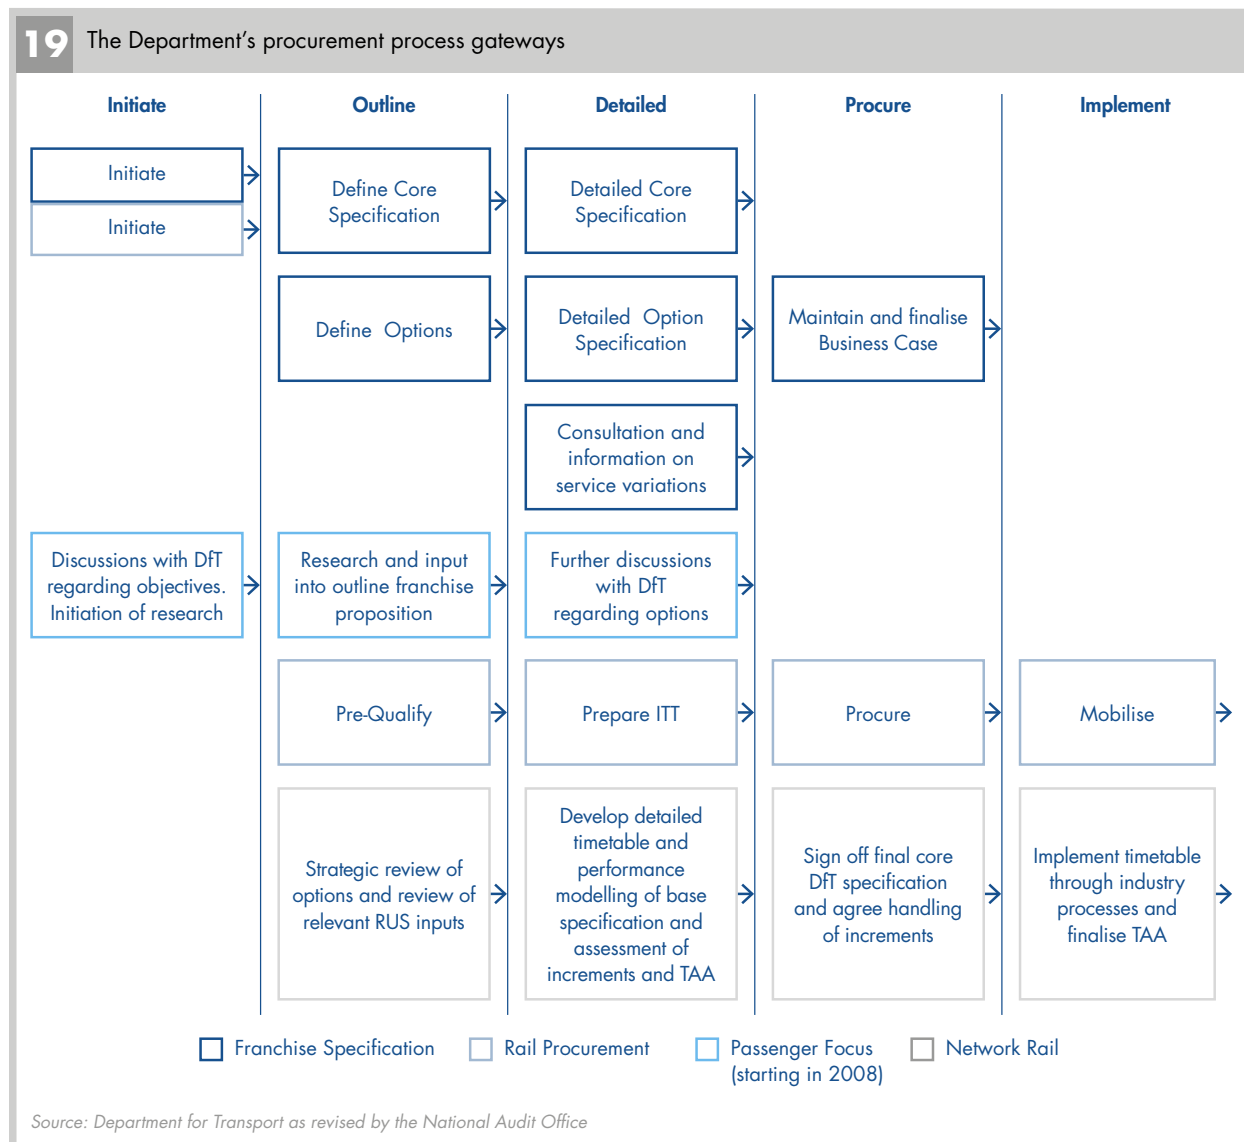 19 The Department's procurement process gateways
Initiate
Outline
Detailed
Procure
Implement
Initiate
Initiate
Define Core
Specification
Detailed Core
Specification
Define Options
Detailed Option
Specification
Maintain and finalise
Business Case
Consultation and
information on
service variations
Discussions with DfT
regarding objectives.
Initiation of research
Research and input
into outline franchise
proposition
Further discussions
with DfT
regarding options
Pre-Qualify
Prepare ITT
Procure
Mobilise
Strategic review of
options and review of
relevant RUS inputs
Develop detailed
timetable and
performance
modelling of base
specification and
assessment of
increments and TAA
Sign off final core
DfT specification
and agree handling
of increments
Implement timetable
through industry
processes and
finalise TAA
Franchise Specification
Rail Procurement
Passenger Focus
(starting in 2008)
Network Rail
Source: Department for Transport as revised by the National Audit Office